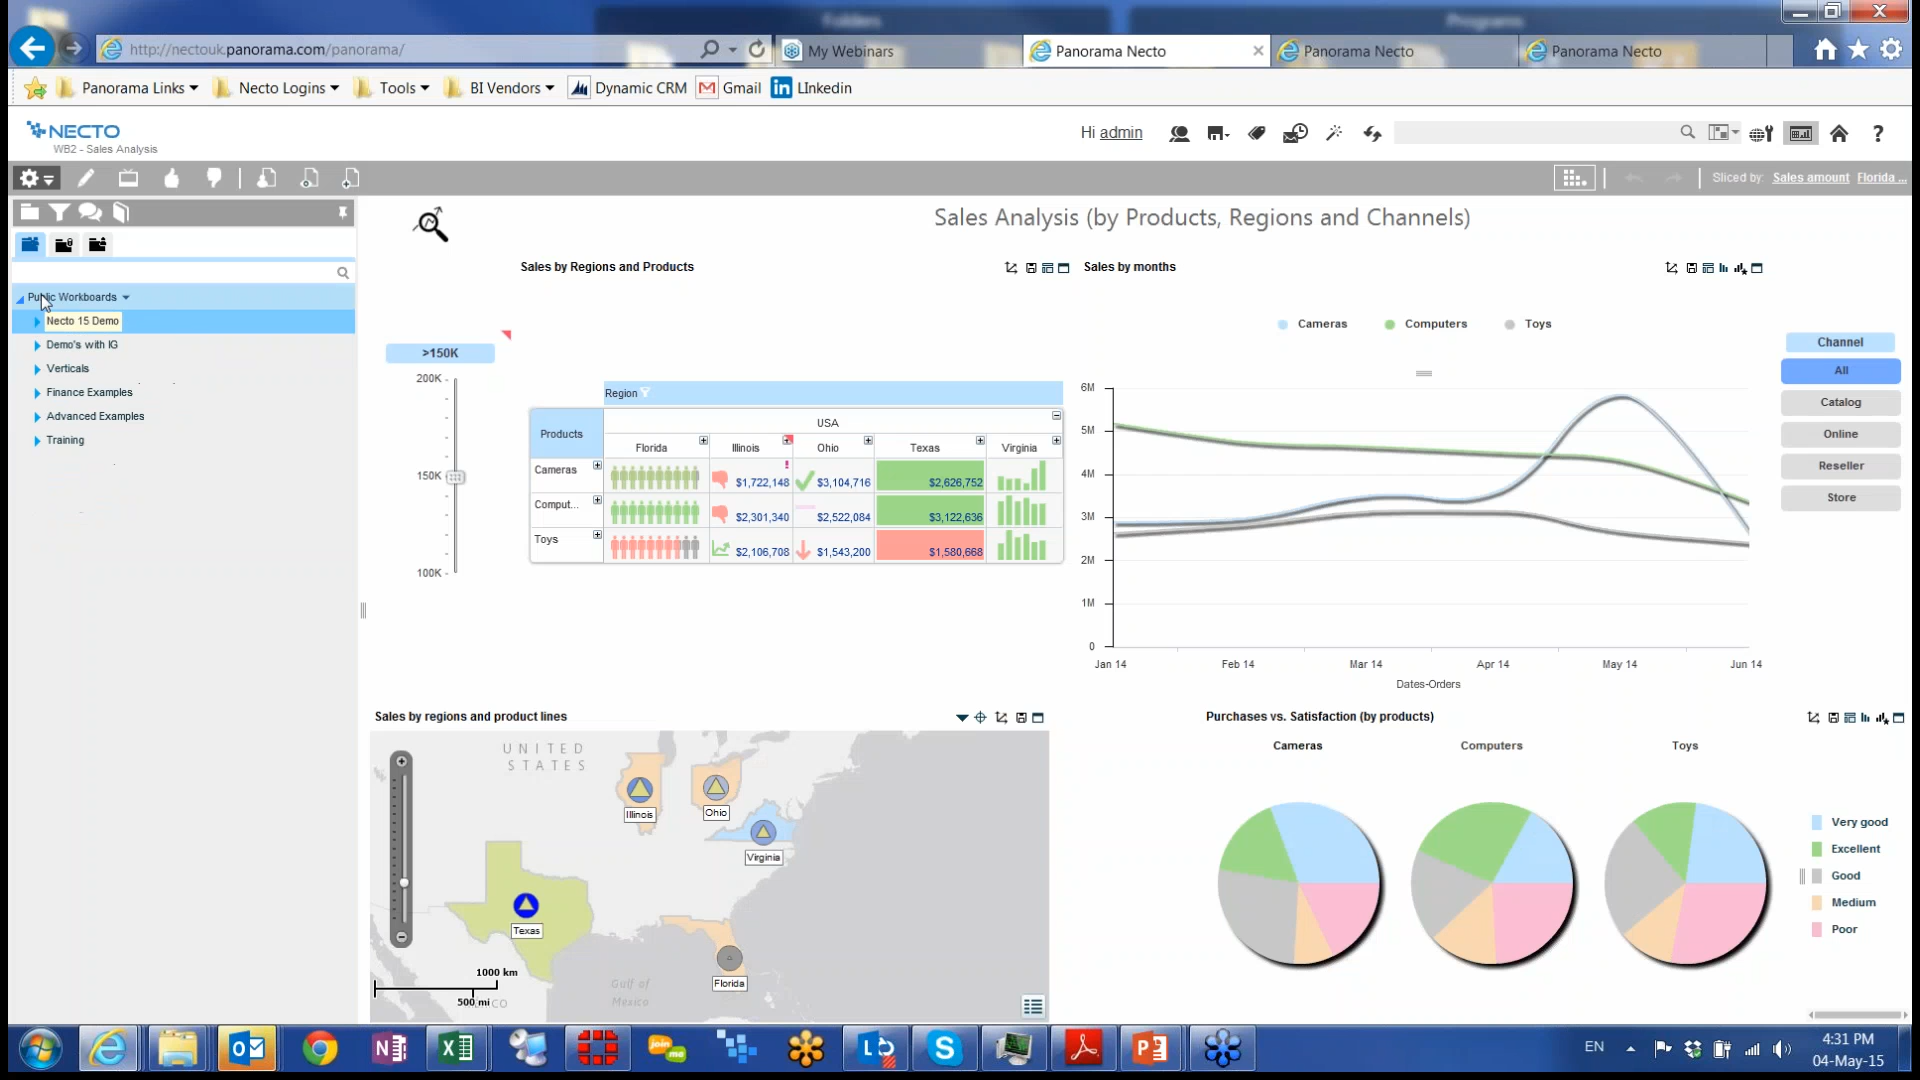 Folders
Programs
http://nectouk.panorama.com/panorama/
My Webinars
Panorama Necto
Panorama Necto
Panorama Necto
Panorama Links
Necto Logins
Tools
BI Vendors
Dynamic CRM
Gmail
LInkedin
NECTO
WB2 - Sales Analysis
Hi admin
Sliced by: Sales amount Florida ...
Public Workboards
Necto 15 Demo
Demo's with IG
Verticals
Finance Examples
Advanced Examples
Training
Sales Analysis (by Products, Regions and Channels)
Sales by Regions and Products
>150K
200K
150K
100K
Region
Products
USA
Florida Illinois Ohio Texas Virginia
Cameras $1,722,148 $3,104,716 $2,626,752
Comput... $2,301,340 $2,522,084 $3,122,636
Toys $2,106,708 $1,543,200 $1,580,668
Sales by months
Cameras Computers Toys
6M
5M
4M
3M
2M
1M
0
Jan 14 Feb 14 Mar 14 Apr 14 May 14 Jun 14
Dates-Orders
Channel
All
Catalog
Online
Reseller
Store
Sales by regions and product lines
UNITED
STATES
Illinois
Ohio
Virginia
Texas
Florida
1000 km
500 mi
CO
Gulf of
Mexico
Purchases vs. Satisfaction (by products)
Cameras Computers Toys
Very good
Excellent
Good
Medium
Poor
join me
EN
4:31 PM
04-May-15